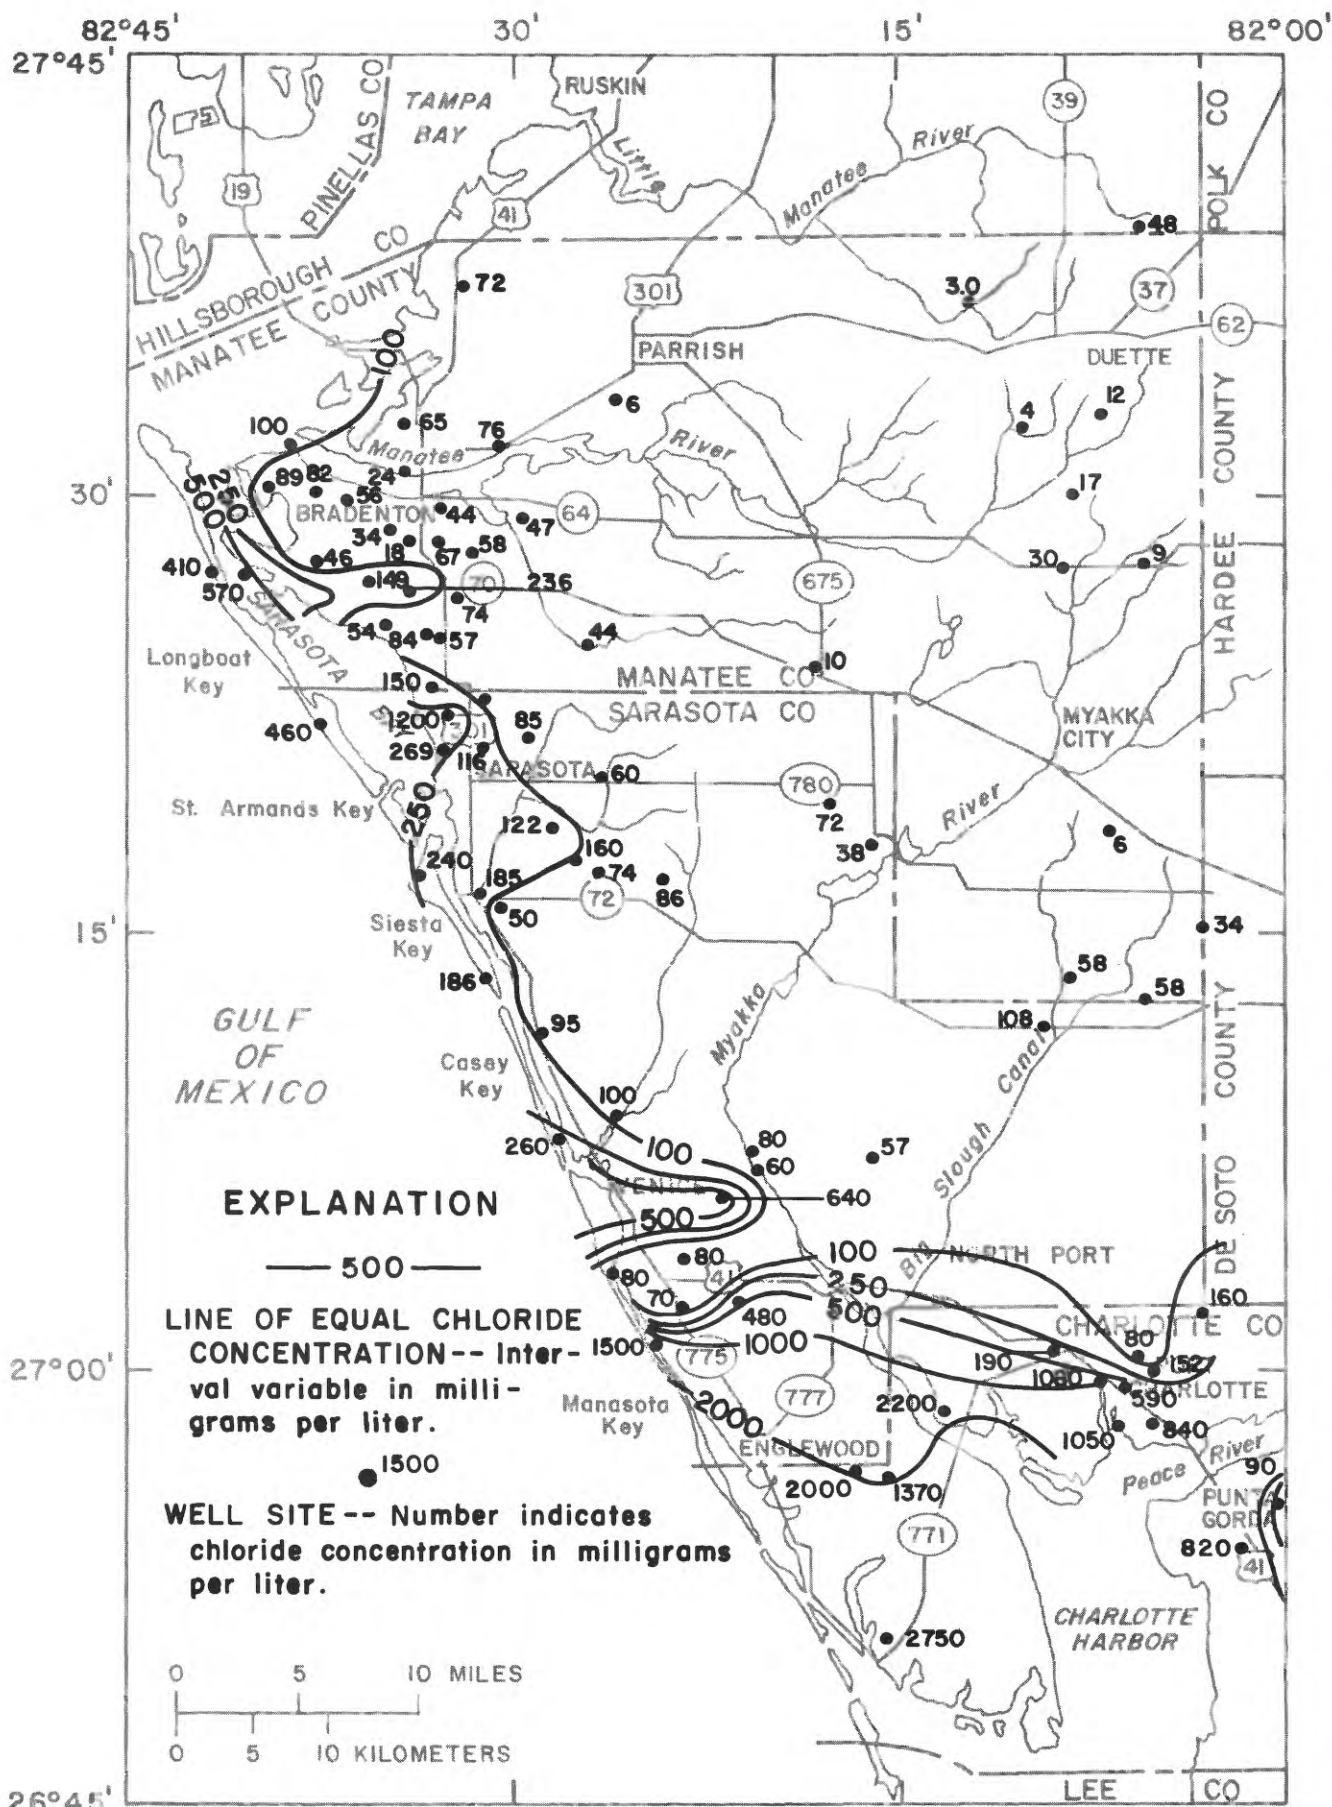 82°45' 30' 15' 82°00'
27°45'
RUSKIN
TAMPA
BAY
PINELLAS CO
19
41
39
Little
Manatee River
POLK CO
48
HILLSBOROUGH CO
MANATEE COUNTY
72
301
3.0
37
62
100
PARRISH
DUETTE
6
4
12
100
65
76
Manatee River
HARDEE COUNTY
89
82
24
17
30'
500
250
56
BRADENTON
44
47
64
34
18
67
58
46
30
9
410
570
149
70
236
675
74
SARASOTA
54
84
57
44
10
Longboat
Key
150
MANATEE CO
SARASOTA CO
BAY
1200
301
85
MYAKKA
CITY
460
269
116
SARASOTA
60
780
St. Armands Key
250
72
River
122
38
6
240
160
74
185
86
72
50
15'
Siesta
Key
34
186
58
58
108
GULF
OF
MEXICO
95
Myakka
Canal
Casey
Key
DE SOTO COUNTY
100
260
100
80
60
57
Slough
VENICE
640
EXPLANATION
500
500
80
100
Big
NORTH PORT
80
41
250
70
480
500
160
LINE OF EQUAL CHLORIDE
CONCENTRATION-- Inter-
val variable in milli-
grams per liter.
1500
1000
CHARLOTTE CO
190
80
27°00'
775
1080
152
CHARLOTTE
590
Manasota
Key
2000
777
2200
1050
840
ENGLEWOOD
Peace River
1500
2000
1370
90
PUNTA
GORDA
WELL SITE-- Number indicates
chloride concentration in milligrams
per liter.
771
820
41
CHARLOTTE
HARBOR
2750
0 5 10 MILES
0 5 10 KILOMETERS
26°45'
LEE CO